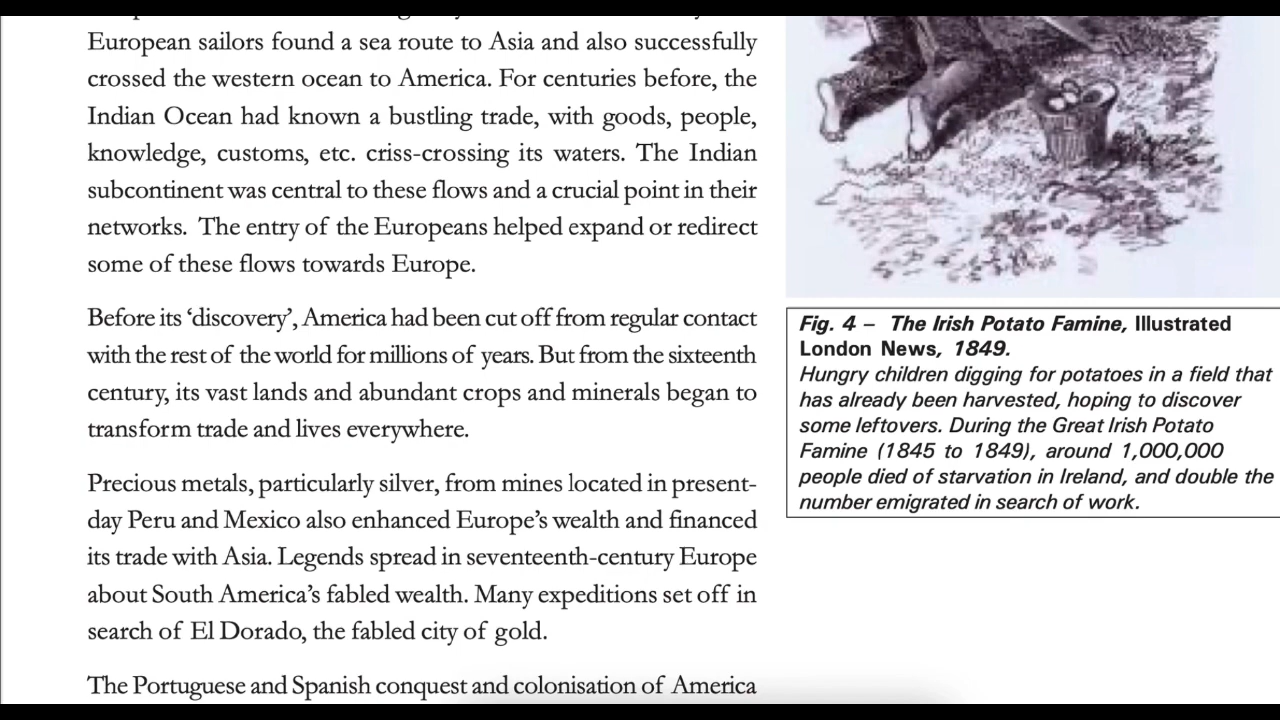 European sailors found a sea route to Asia and also successfully
crossed the western ocean to America. For centuries before, the
Indian Ocean had known a bustling trade, with goods, people,
knowledge, customs, etc. criss-crossing its waters. The Indian
subcontinent was central to these flows and a crucial point in their
networks. The entry of the Europeans helped expand or redirect
some of these flows towards Europe.
Before its ‘discovery’, America had been cut off from regular contact
with the rest of the world for millions of years. But from the sixteenth
century, its vast lands and abundant crops and minerals began to
transform trade and lives everywhere.
Precious metals, particularly silver, from mines located in present-
day Peru and Mexico also enhanced Europe’s wealth and financed
its trade with Asia. Legends spread in seventeenth-century Europe
about South America’s fabled wealth. Many expeditions set off in
search of El Dorado, the fabled city of gold.
The Portuguese and Spanish conquest and colonisation of America
Fig. 4 – The Irish Potato Famine, Illustrated
London News, 1849.
Hungry children digging for potatoes in a field that
has already been harvested, hoping to discover
some leftovers. During the Great Irish Potato
Famine (1845 to 1849), around 1,000,000
people died of starvation in Ireland, and double the
number emigrated in search of work.